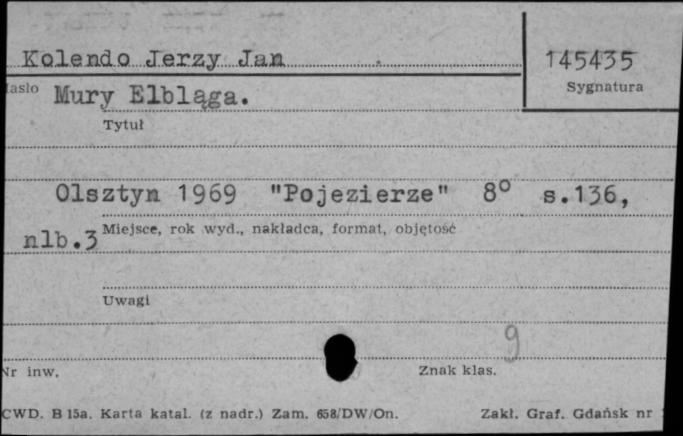 Kolendo Jerzy Jan
145435
Sygnatura
Mury Elbląga.
Tytuł
Olsztyn 1969 "Pojezierze" 8° s.136,
nlb.3
Miejsce, rok wyd., nakładca, format, objętość
Uwagi
9
Nr inw.
Znak klas.
CWD. B 15a. Karta katal. (z nadr.) Zam. 658/DW/On.
Zakł. Graf. Gdańsk nr